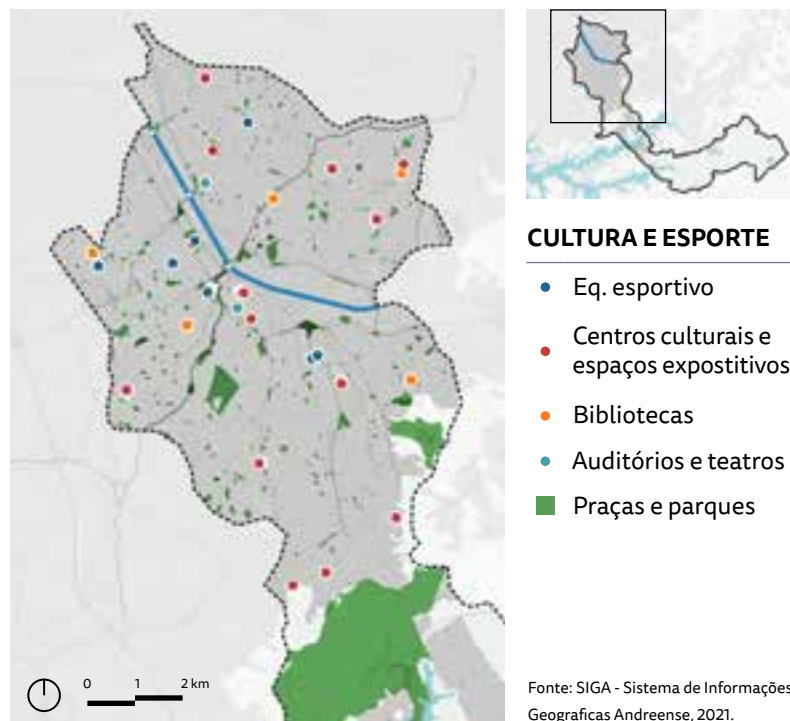 CULTURA E ESPORTE
Eq. esportivo
Centros culturais e
espaços expostitivos
Bibliotecas
Auditórios e teatros
Praças e parques
0 1 2 km
Fonte: SIGA - Sistema de Informações
Geograficas Andreense, 2021.